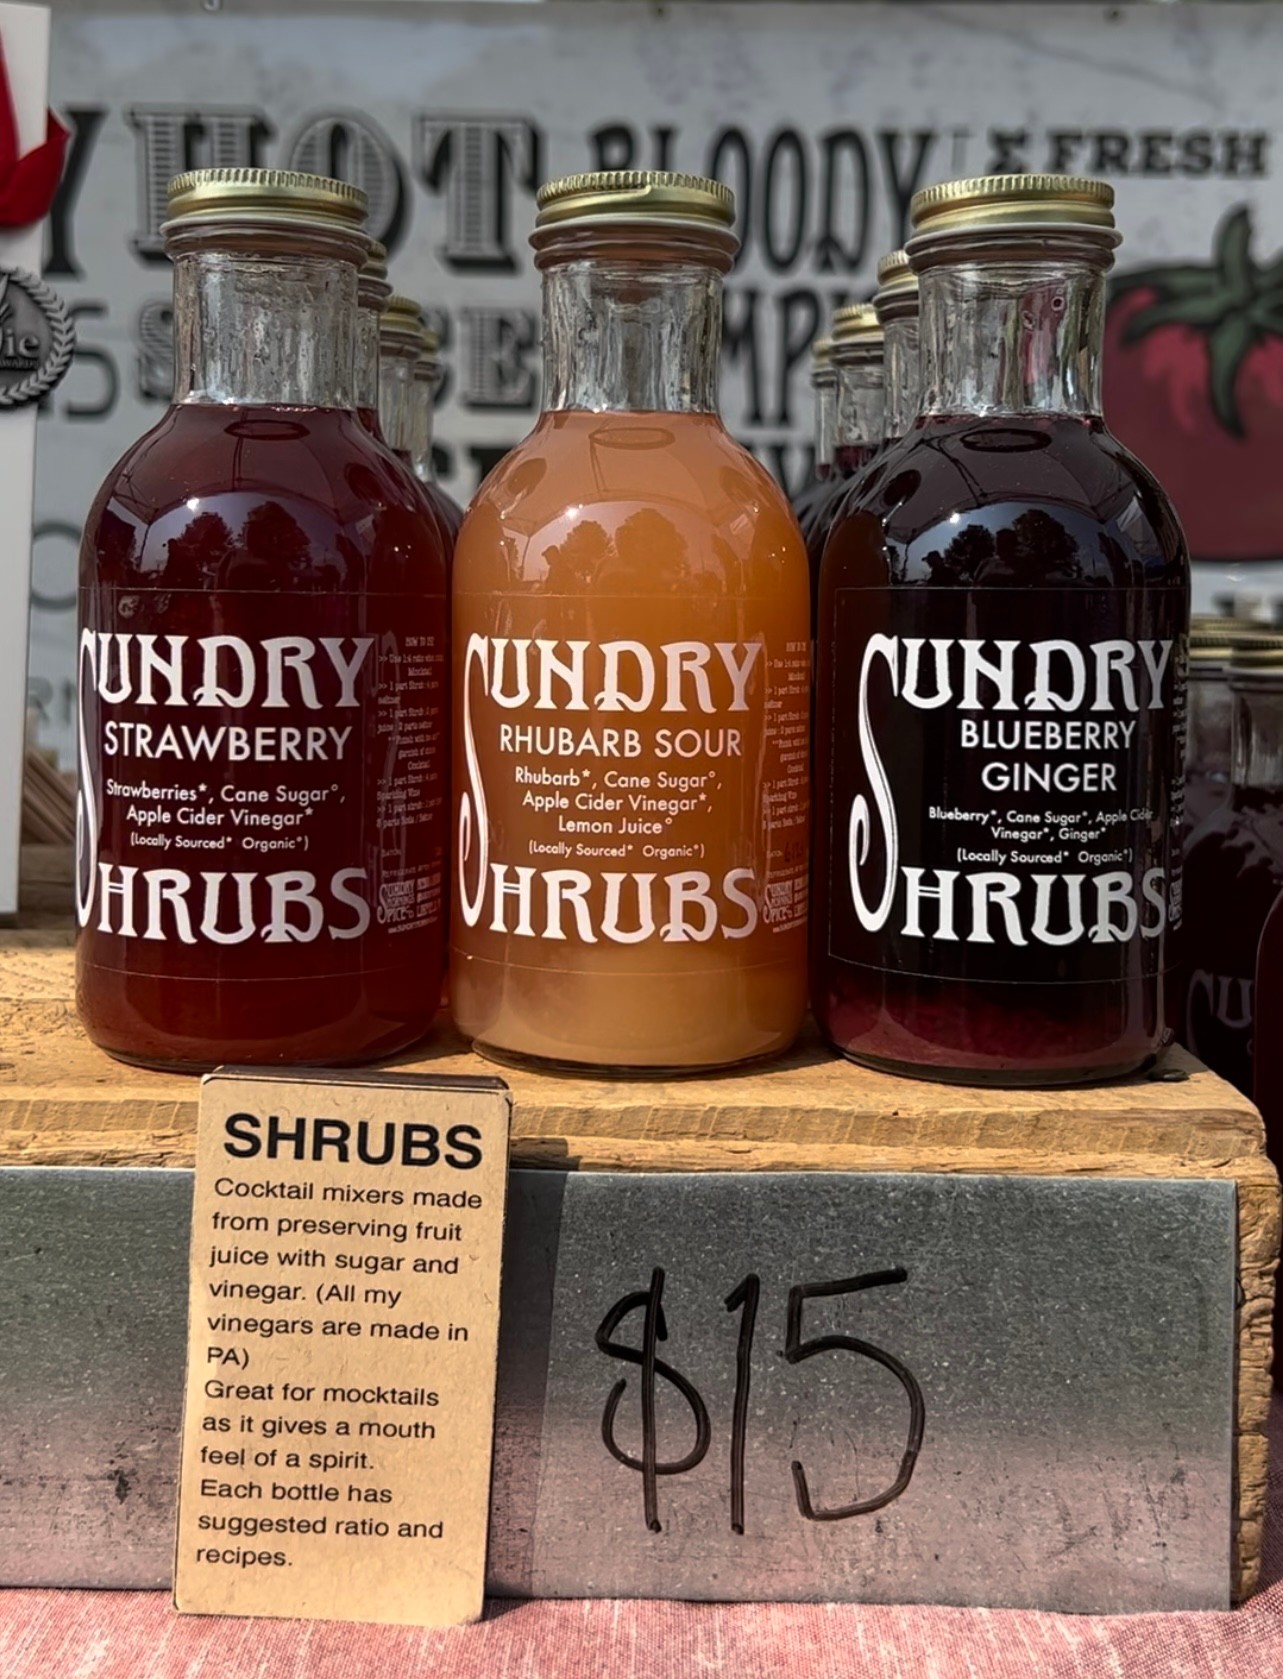 HOT
BLOODY
& FRESH
SUNDRY
STRAWBERRY
Strawberries*, Cane Sugar°,
Apple Cider Vinegar*
(Locally Sourced* Organic°)
SHRUBS
SUNDRY
RHUBARB SOUR
Rhubarb*, Cane Sugar°,
Apple Cider Vinegar*,
Lemon Juice°
(Locally Sourced* Organic°)
SHRUBS
SUNDRY
BLUEBERRY
GINGER
Blueberry*, Cane Sugar°, Apple Cider
Vinegar*, Ginger°
(Locally Sourced* Organic°)
SHRUBS
SHRUBS
Cocktail mixers made
from preserving fruit
juice with sugar and
vinegar. (All my
vinegars are made in
PA)
Great for mocktails
as it gives a mouth
feel of a spirit.
Each bottle has
suggested ratio and
recipes.
$15